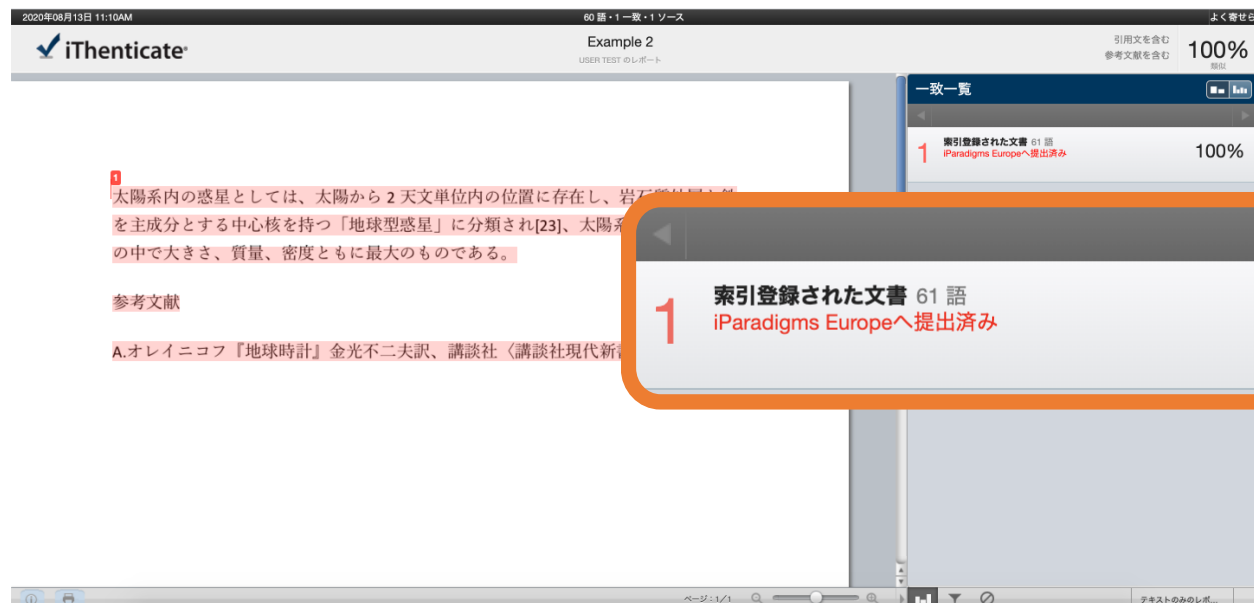 2020年08月13日 11:10AM
60 語・1 一致・1 ソース
よく寄せら
iThenticate
Example 2
USER TEST のレポート
引用文を含む
参考文献を含む
100%
類似
一致一覧
1
索引登録された文書 61 語
iParadigms Europeへ提出済み
100%
1
太陽系内の惑星としては、太陽から 2 天文単位内の位置に存在し、岩石質
を主成分とする中心核を持つ「地球型惑星」に分類され[23]、太陽系
の中で大きさ、質量、密度ともに最大のものである。
参考文献
A.オレイニコフ『地球時計』金光不二夫訳、講談社〈講談社現代新書
1
索引登録された文書 61 語
iParadigms Europeへ提出済み
ページ: 1/1
テキストのみのレポ...